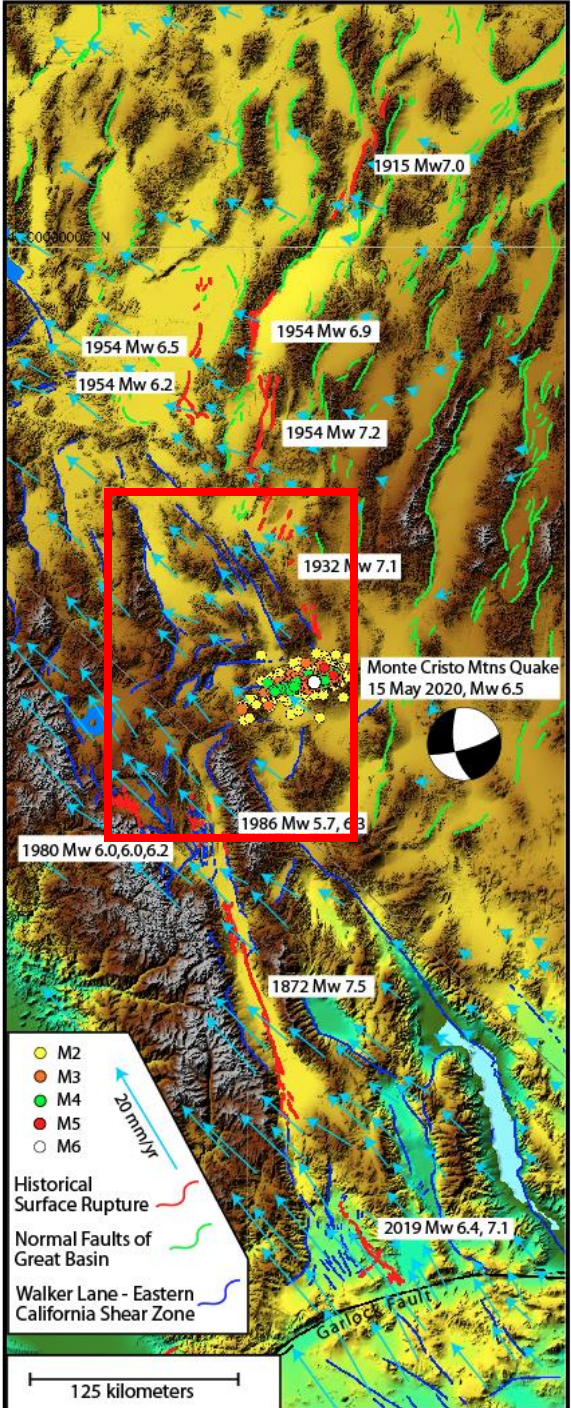 1915 Mw7.0
1954 Mw 6.5
1954 Mw 6.9
1954 Mw 6.2
1954 Mw 7.2
1932 Mw 7.1
Monte Cristo Mtns Quake
15 May 2020, Mw 6.5
1986 Mw 5.7, 6.3
1980 Mw 6.0,6.0,6.2
1872 Mw 7.5
M2
M3
M4
M5
M6
20 mm/yr
Historical
Surface Rupture
Normal Faults of
Great Basin
Walker Lane - Eastern
California Shear Zone
2019 Mw 6.4, 7.1
Garlock Fault
125 kilometers